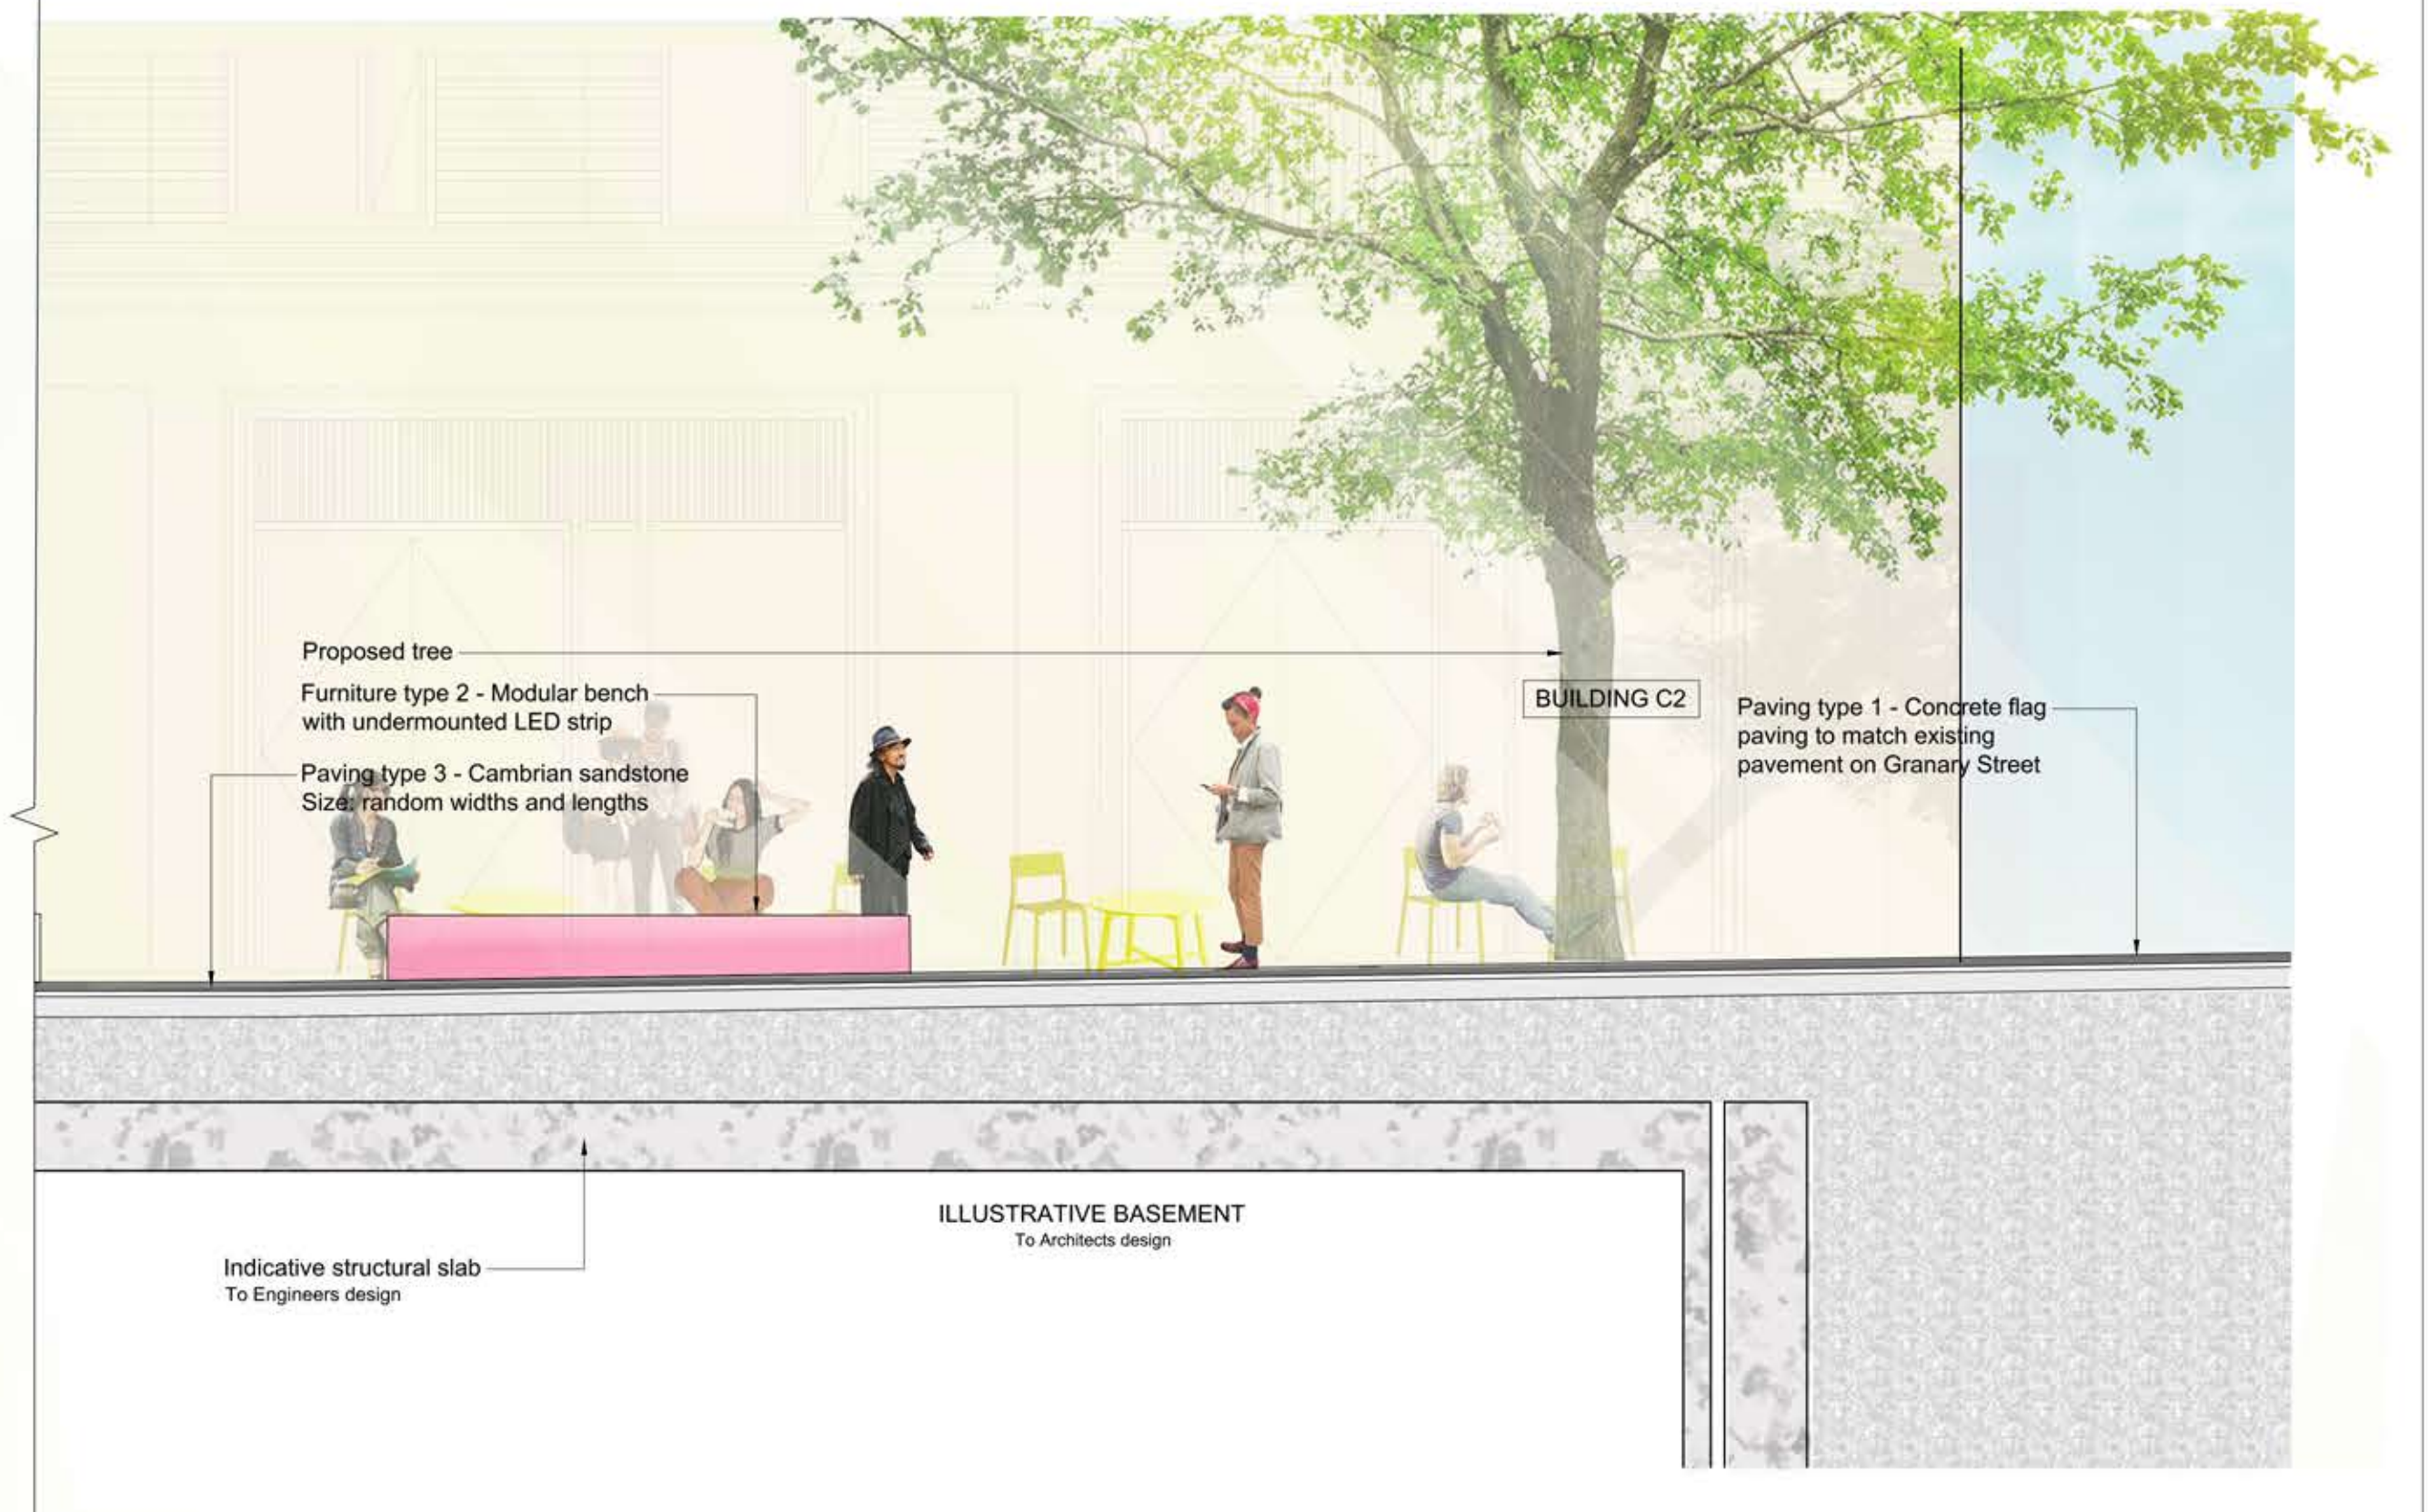 Proposed tree
Furniture type 2 - Modular bench
with undermounted LED strip
Paving type 3 - Cambrian sandstone
Size: random widths and lengths
BUILDING C2
Paving type 1 - Concrete flag
paving to match existing
pavement on Granary Street
ILLUSTRATIVE BASEMENT
To Architects design
Indicative structural slab
To Engineers design